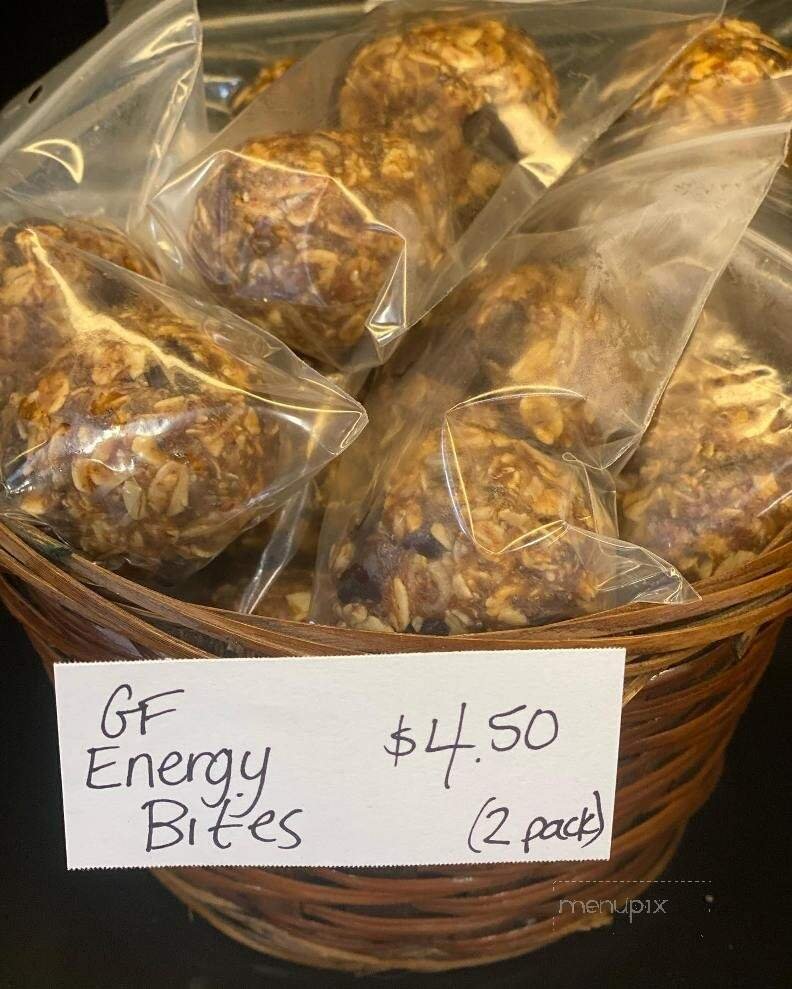 GF
Energy
Bites
$4.50
(2 pack)
menupix